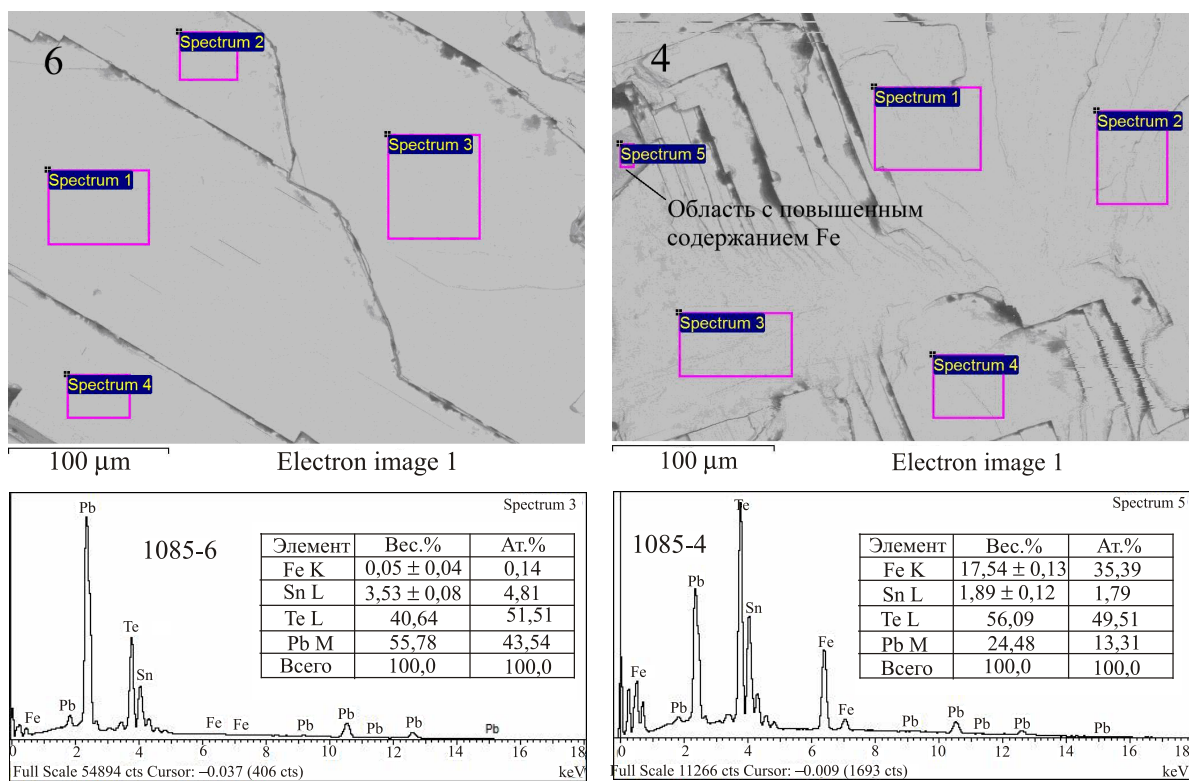 6
Spectrum 2
Spectrum 3
Spectrum 1
Spectrum 4
100 μm Electron image 1
4
Spectrum 1
Spectrum 2
Spectrum 5
Область с повышенным
содержанием Fe
Spectrum 3
Spectrum 4
100 μm Electron image 1
Spectrum 3
1085-6
Элемент Вес.% Ат.%
Fe K 0,05 ± 0,04 0,14
Sn L 3,53 ± 0,08 4,81
Te L 40,64 51,51
Pb M 55,78 43,54
Всего 100,0 100,0
Pb
Te
Sn
Fe Pb Fe Fe Pb Pb Pb Pb Pb
0 2 4 6 8 10 12 14 16 18
Full Scale 54894 cts Cursor: –0.037 (406 cts) keV
Spectrum 5
1085-4
Элемент Вес.% Ат.%
Fe K 17,54 ± 0,13 35,39
Sn L 1,89 ± 0,12 1,79
Te L 56,09 49,51
Pb M 24,48 13,31
Всего 100,0 100,0
Te
Pb
Sn
Fe Fe
Pb Fe Pb Pb Pb Pb Pb
0 2 4 6 8 10 12 14 16 18
Full Scale 11266 cts Cursor: –0.009 (1693 cts) keV